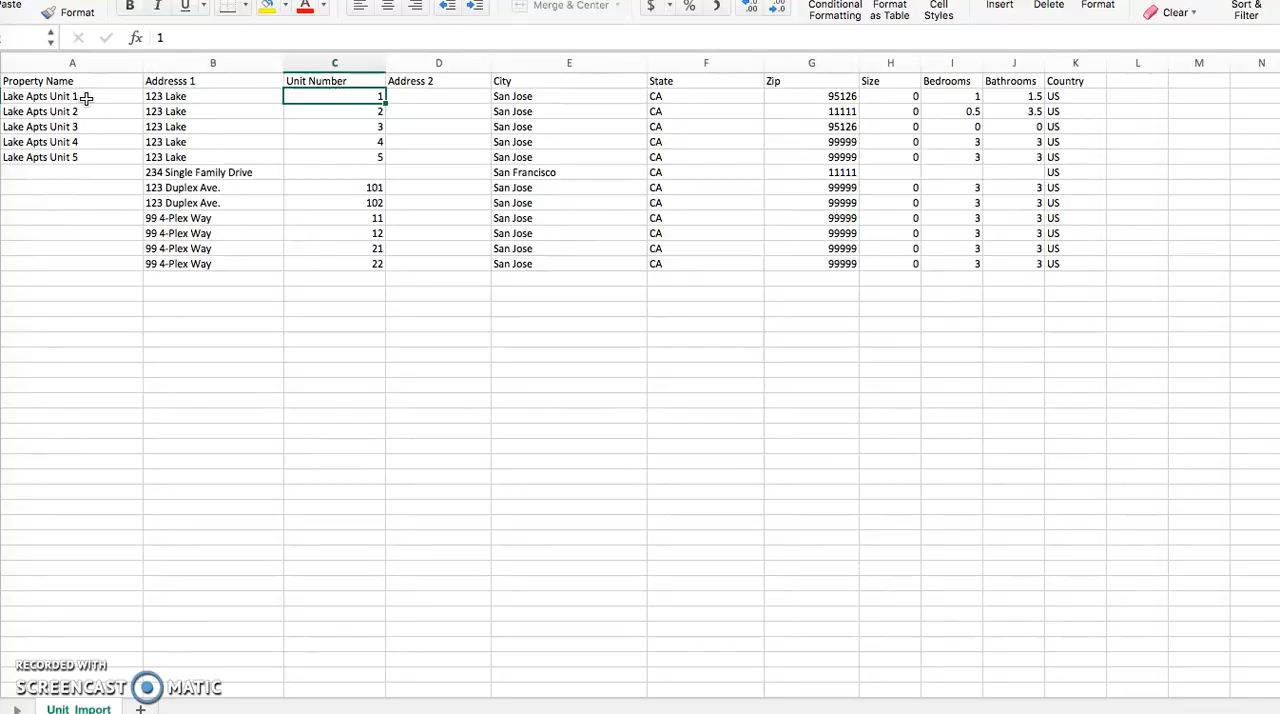 Paste Format B I U A Merge & Center $ % Conditional Formatting Format as Table Cell Styles Insert Delete Format Clear Sort & Filter
fx 1
A B C D E F G H I J K L M N
Property Name Addresss 1 Unit Number Address 2 City State Zip Size Bedrooms Bathrooms Country
Lake Apts Unit 1 123 Lake 1 San Jose CA 95126 0 1 1.5 US
Lake Apts Unit 2 123 Lake 2 San Jose CA 11111 0 0.5 3.5 US
Lake Apts Unit 3 123 Lake 3 San Jose CA 95126 0 0 0 US
Lake Apts Unit 4 123 Lake 4 San Jose CA 99999 0 3 3 US
Lake Apts Unit 5 123 Lake 5 San Jose CA 99999 0 3 3 US
234 Single Family Drive San Francisco CA 11111 US
123 Duplex Ave. 101 San Jose CA 99999 0 3 3 US
123 Duplex Ave. 102 San Jose CA 99999 0 3 3 US
99 4-Plex Way 11 San Jose CA 99999 0 3 3 US
99 4-Plex Way 12 San Jose CA 99999 0 3 3 US
99 4-Plex Way 21 San Jose CA 99999 0 3 3 US
99 4-Plex Way 22 San Jose CA 99999 0 3 3 US
RECORDED WITH
SCREENCAST MATIC
Unit_Import +